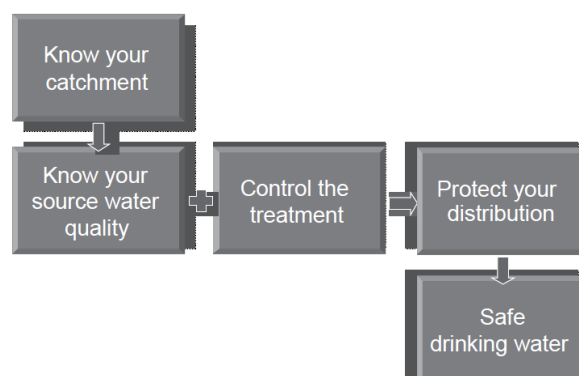 Know your
catchment
Know your
source water
quality
Control the
treatment
Protect your
distribution
Safe
drinking water